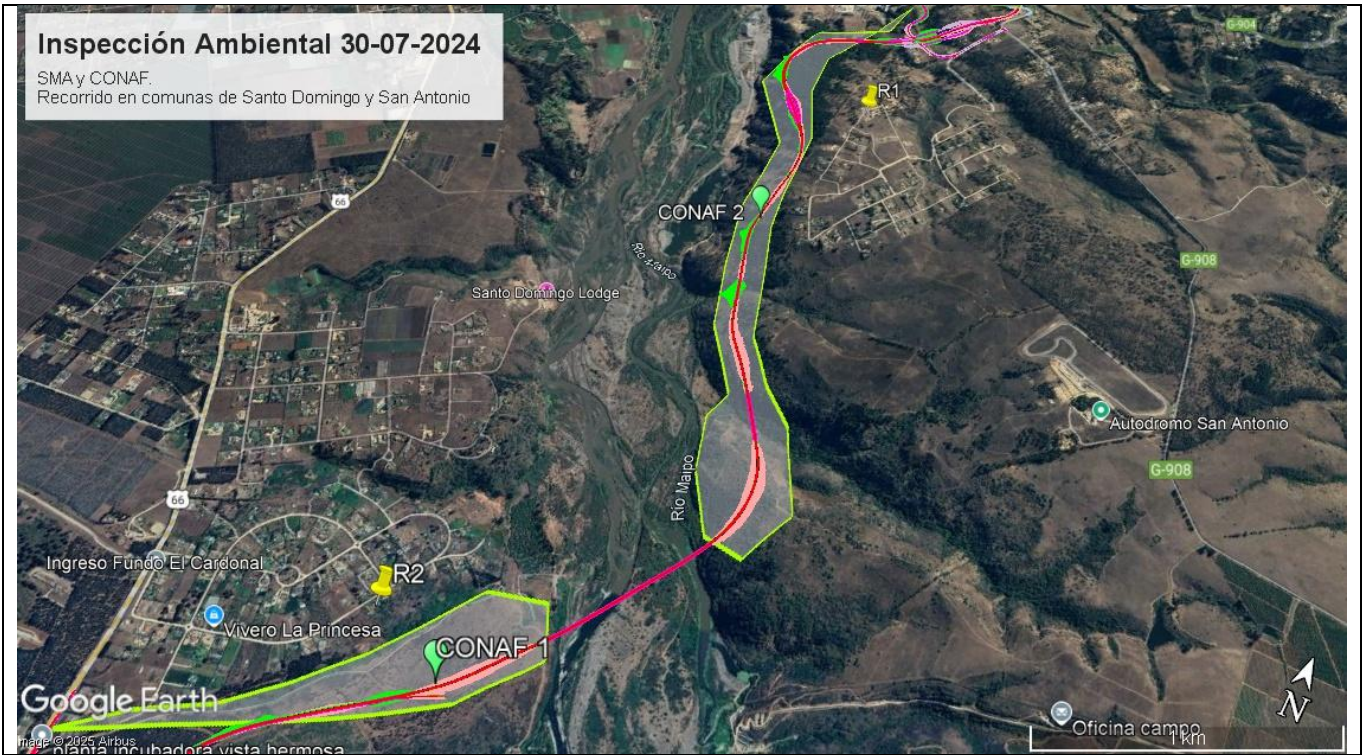 Inspección Ambiental 30-07-2024
SMA y CONAF.
Recorrido en comunas de Santo Domingo y San Antonio
G-904
R1
66
CONAF 2
Río Maipo
G-908
Santo Domingo Lodge
Autodromo San Antonio
Río Maipo
G-908
66
Ingreso Fundo El Cardonal
R2
Vivero La Princesa
CONAF 1
Google Earth
N
Oficina campo
1 km
Image © 2025 Airbus
planta incubadora vista hermosa